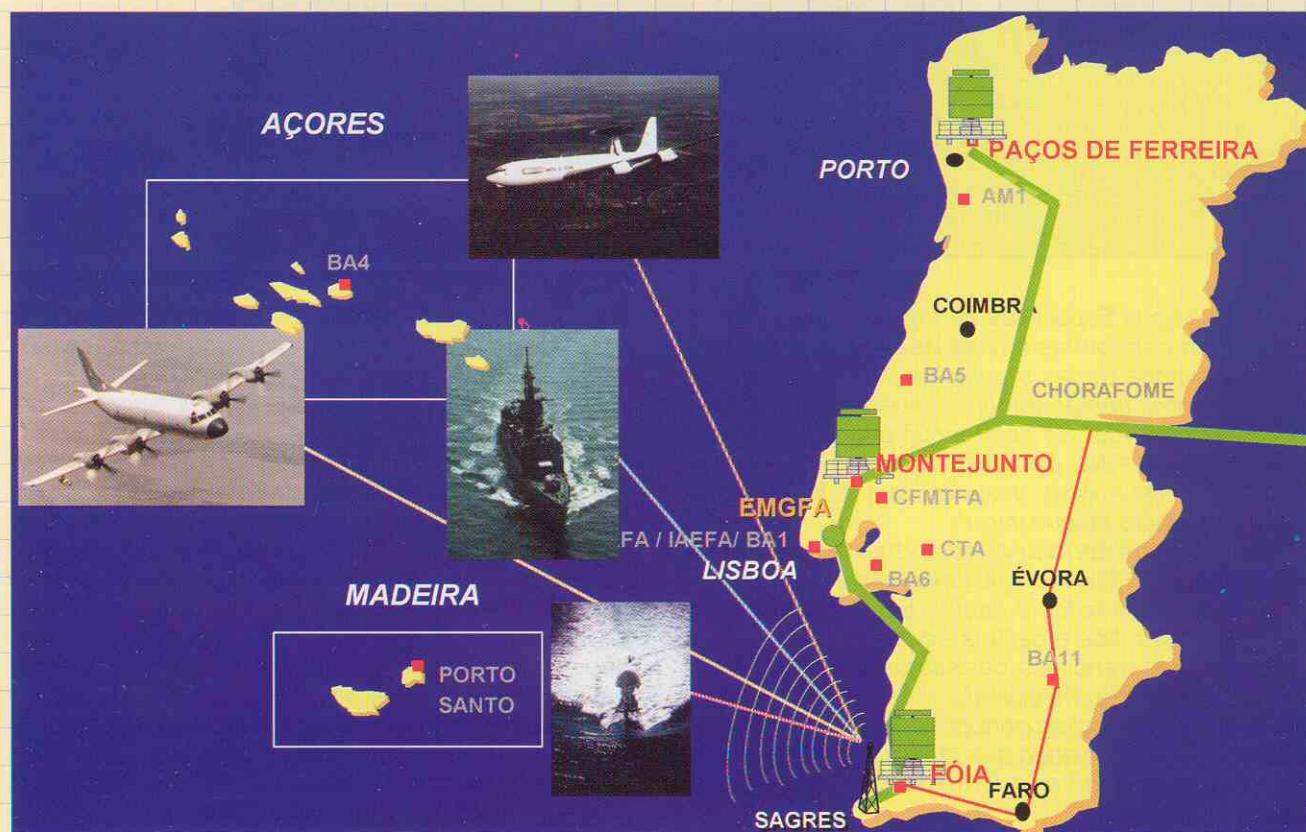 AÇORES
PAÇOS DE FERREIRA
PORTO
AM1
BA4
COIMBRA
BA5
CHORAFOME
MONTEJUNTO
CFMTFA
EMGFA
FA / IAEFA/ BA1
CTA
LISBOA
BA6
ÉVORA
MADEIRA
BA11
PORTO
SANTO
FÓIA
FARO
SAGRES